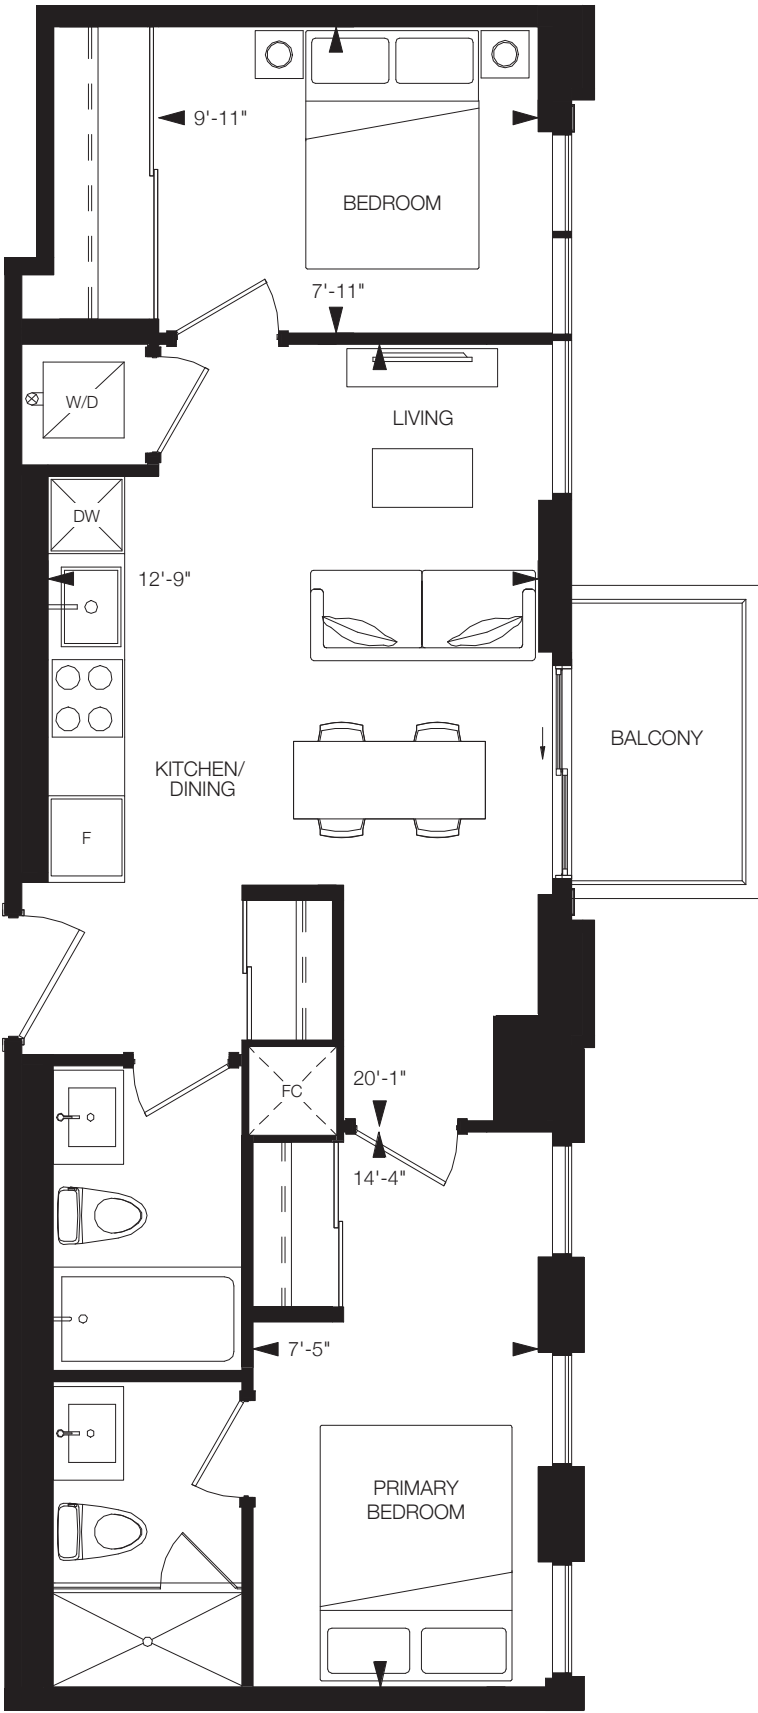 9'-11"
BEDROOM
7'-11"
W/D
LIVING
DW
12'-9"
BALCONY
KITCHEN/
DINING
F
FC
20'-1"
14'-4"
7'-5"
PRIMARY
BEDROOM